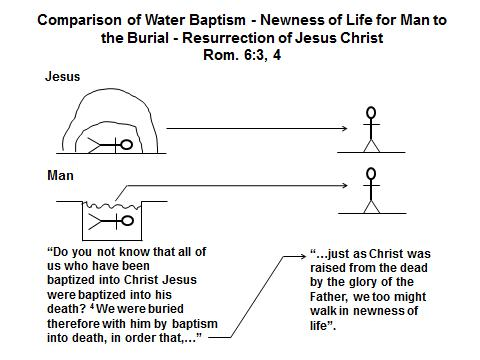 Comparison of Water Baptism - Newness of Life for Man to
the Burial - Resurrection of Jesus Christ
Rom. 6:3, 4
Jesus
Man
“Do you not know that all of
us who have been
baptized into Christ Jesus
were baptized into his
death? ⁴ We were buried
therefore with him by baptism
into death, in order that,…”
“…just as Christ was
raised from the dead
by the glory of the
Father, we too might
walk in newness of
life”.